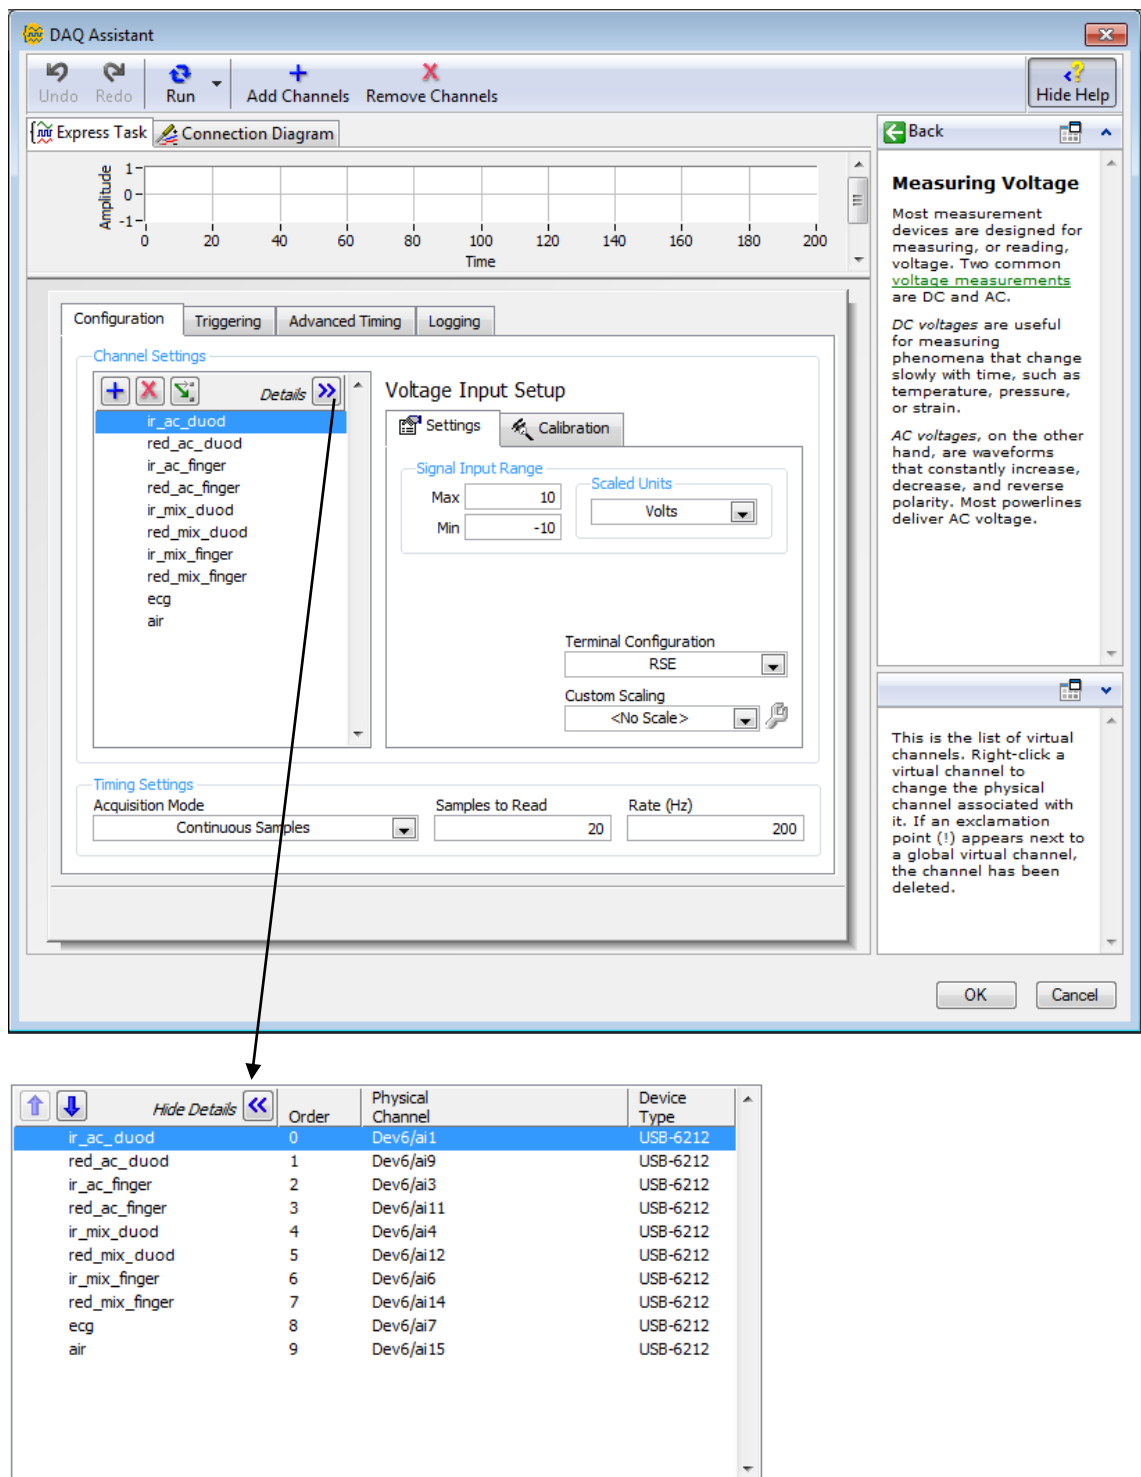 DAQ Assistant
Undo Redo Run Add Channels Remove Channels Hide Help
Express Task Connection Diagram
Amplitude
1
0
-1
0 20 40 60 80 100 120 140 160 180 200
Time
Back
Measuring Voltage
Most measurement
devices are designed for
measuring, or reading,
voltage. Two common
voltage measurements
are DC and AC.
DC voltages are useful
for measuring
phenomena that change
slowly with time, such as
temperature, pressure,
or strain.
AC voltages, on the other
hand, are waveforms
that constantly increase,
decrease, and reverse
polarity. Most powerlines
deliver AC voltage.
Configuration Triggering Advanced Timing Logging
Channel Settings
Details
ir_ac_duod
red_ac_duod
ir_ac_finger
red_ac_finger
ir_mix_duod
red_mix_duod
ir_mix_finger
red_mix_finger
ecg
air
Voltage Input Setup
Settings Calibration
Signal Input Range
Max 10
Min -10
Scaled Units
Volts
Terminal Configuration
RSE
Custom Scaling
<No Scale>
Timing Settings
Acquisition Mode Samples to Read Rate (Hz)
Continuous Samples 20 200
This is the list of virtual
channels. Right-click a
virtual channel to
change the physical
channel associated with
it. If an exclamation
point (!) appears next to
a global virtual channel,
the channel has been
deleted.
OK Cancel
Hide Details Order Physical Channel Device Type
ir_ac_duod 0 Dev6/ai1 USB-6212
red_ac_duod 1 Dev6/ai9 USB-6212
ir_ac_finger 2 Dev6/ai3 USB-6212
red_ac_finger 3 Dev6/ai11 USB-6212
ir_mix_duod 4 Dev6/ai4 USB-6212
red_mix_duod 5 Dev6/ai12 USB-6212
ir_mix_finger 6 Dev6/ai6 USB-6212
red_mix_finger 7 Dev6/ai14 USB-6212
ecg 8 Dev6/ai7 USB-6212
air 9 Dev6/ai15 USB-6212